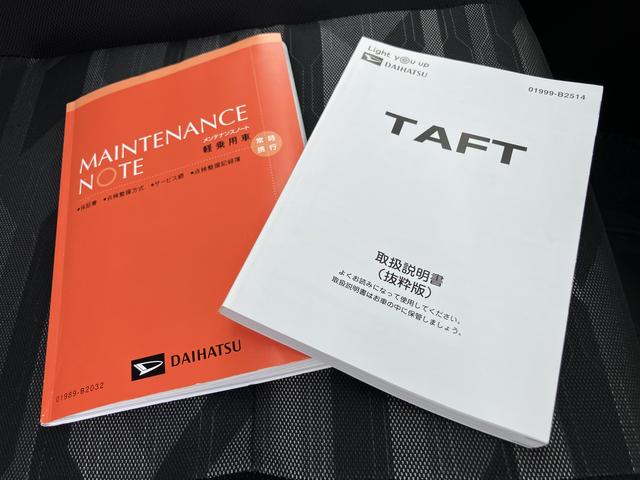 MAINTENANCE
NOTE
メンテナンスノート
軽乗用車
常時
携行
•保証書 •点検整備方式 •サービス網 •点検整備記録簿
DAIHATSU
01989-B2032
Light you up
DAIHATSU
01999-B2514
TAFT
取扱説明書
(抜粋版)
よくお読みになって使用してください。
取扱説明書はお車の中に保管しましょう。